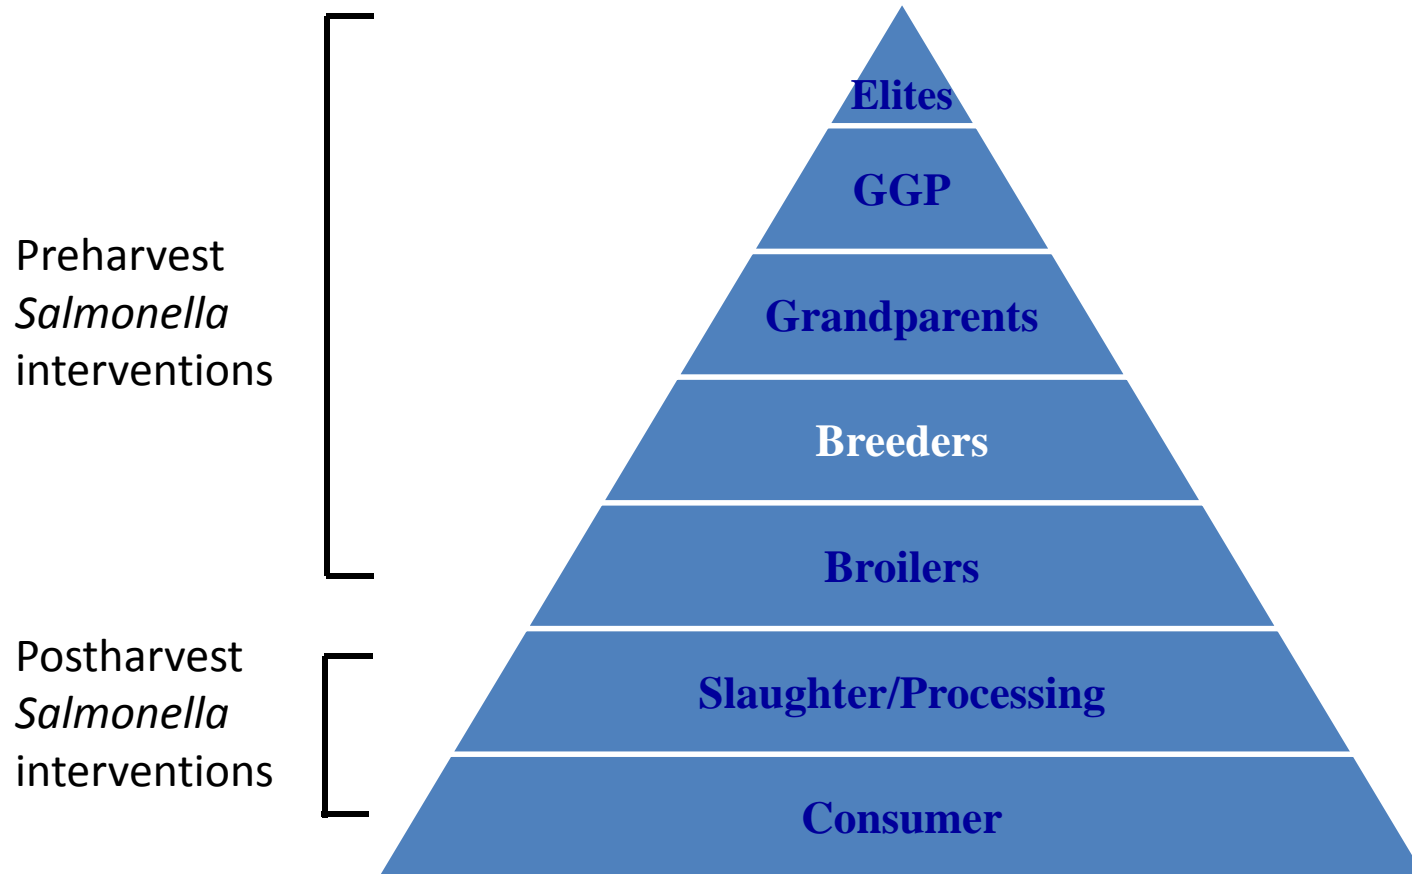 Preharvest
Salmonella
interventions
Postharvest
Salmonella
interventions
Elites
GGP
Grandparents
Breeders
Broilers
Slaughter/Processing
Consumer